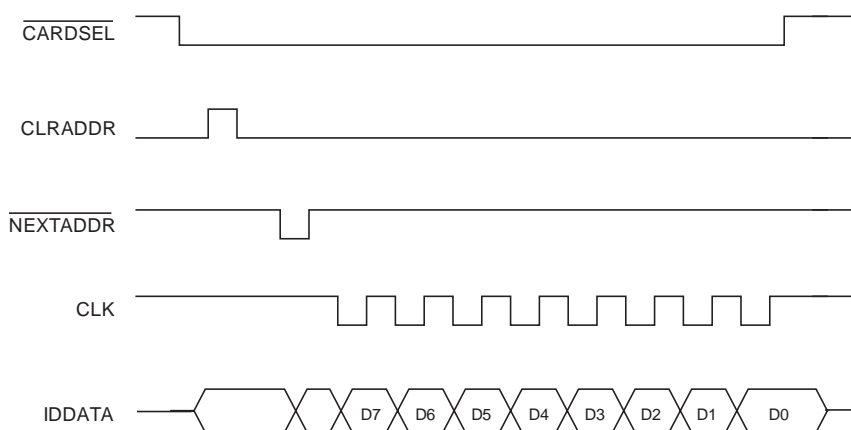 CARDSEL
CLRADDR
NEXTADDR
CLK
IDDATA D7 D6 D5 D4 D3 D2 D1 D0